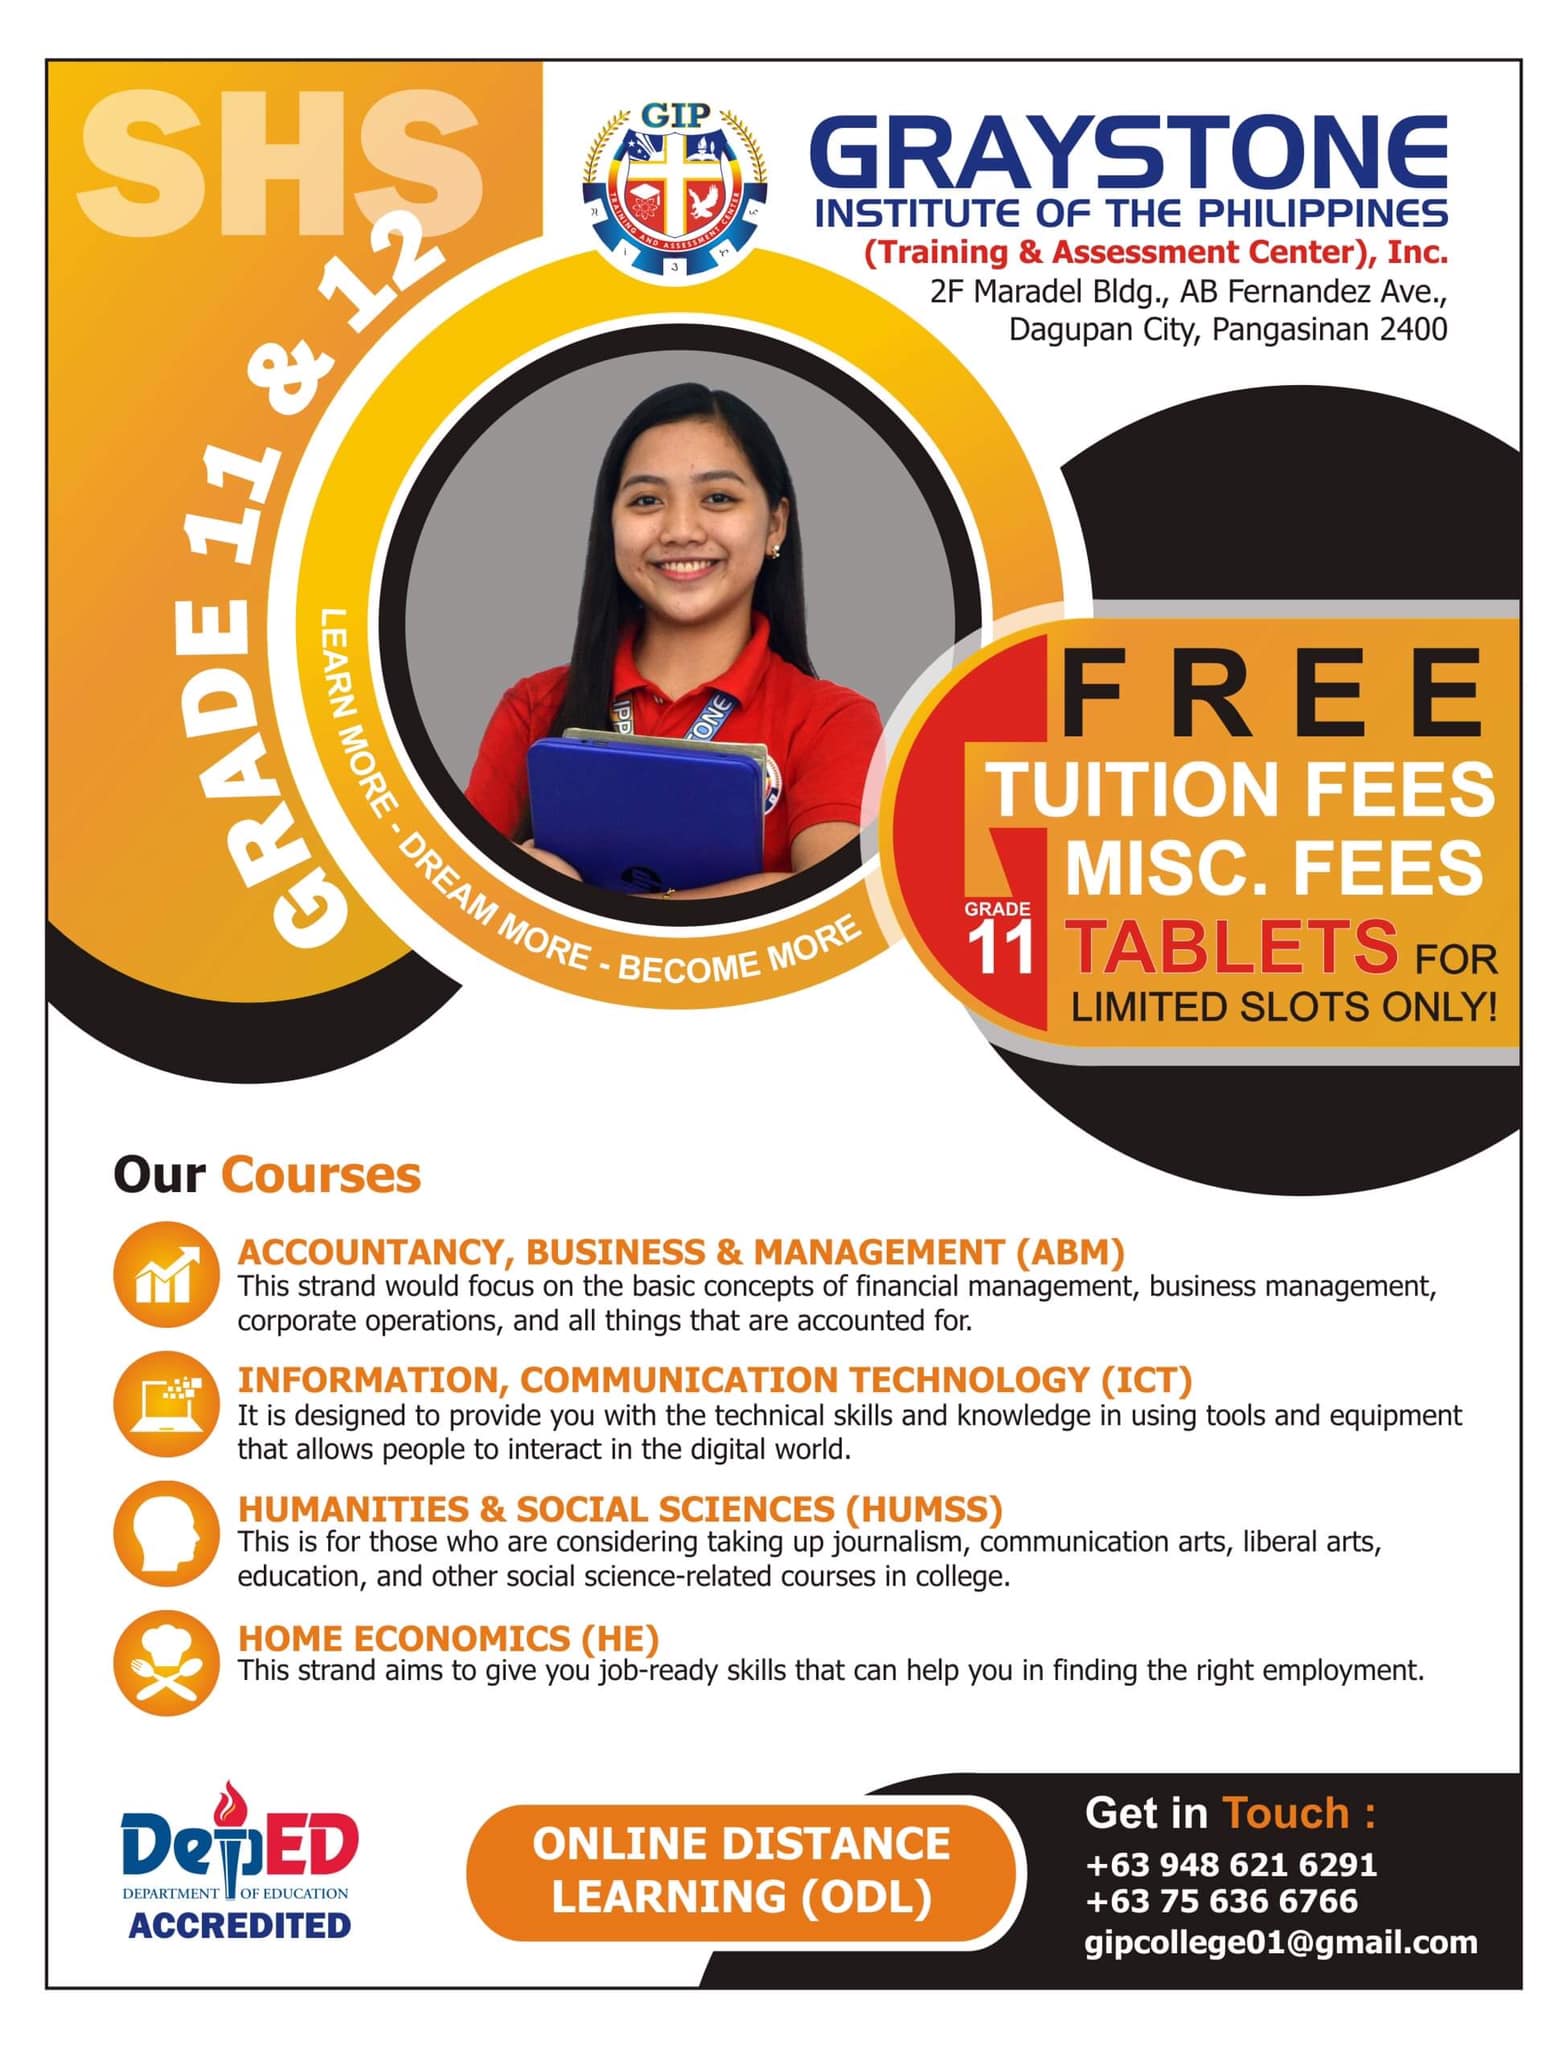 SHS
GRADE 11 & 12
GIP
TRAINING AND ASSESSMENT CENTER
GRAYSTONE
INSTITUTE OF THE PHILIPPINES
(Training & Assessment Center), Inc.
2F Maradel Bldg., AB Fernandez Ave.,
Dagupan City, Pangasinan 2400
LEARN MORE - DREAM MORE - BECOME MORE
GRADE
11
FREE
TUITION FEES
MISC. FEES
TABLETS FOR
LIMITED SLOTS ONLY!
Our Courses
ACCOUNTANCY, BUSINESS & MANAGEMENT (ABM)
This strand would focus on the basic concepts of financial management, business management,
corporate operations, and all things that are accounted for.
INFORMATION, COMMUNICATION TECHNOLOGY (ICT)
It is designed to provide you with the technical skills and knowledge in using tools and equipment
that allows people to interact in the digital world.
HUMANITIES & SOCIAL SCIENCES (HUMSS)
This is for those who are considering taking up journalism, communication arts, liberal arts,
education, and other social science-related courses in college.
HOME ECONOMICS (HE)
This strand aims to give you job-ready skills that can help you in finding the right employment.
DepED
DEPARTMENT OF EDUCATION
ACCREDITED
ONLINE DISTANCE
LEARNING (ODL)
Get in Touch :
+63 948 621 6291
+63 75 636 6766
gipcollege01@gmail.com